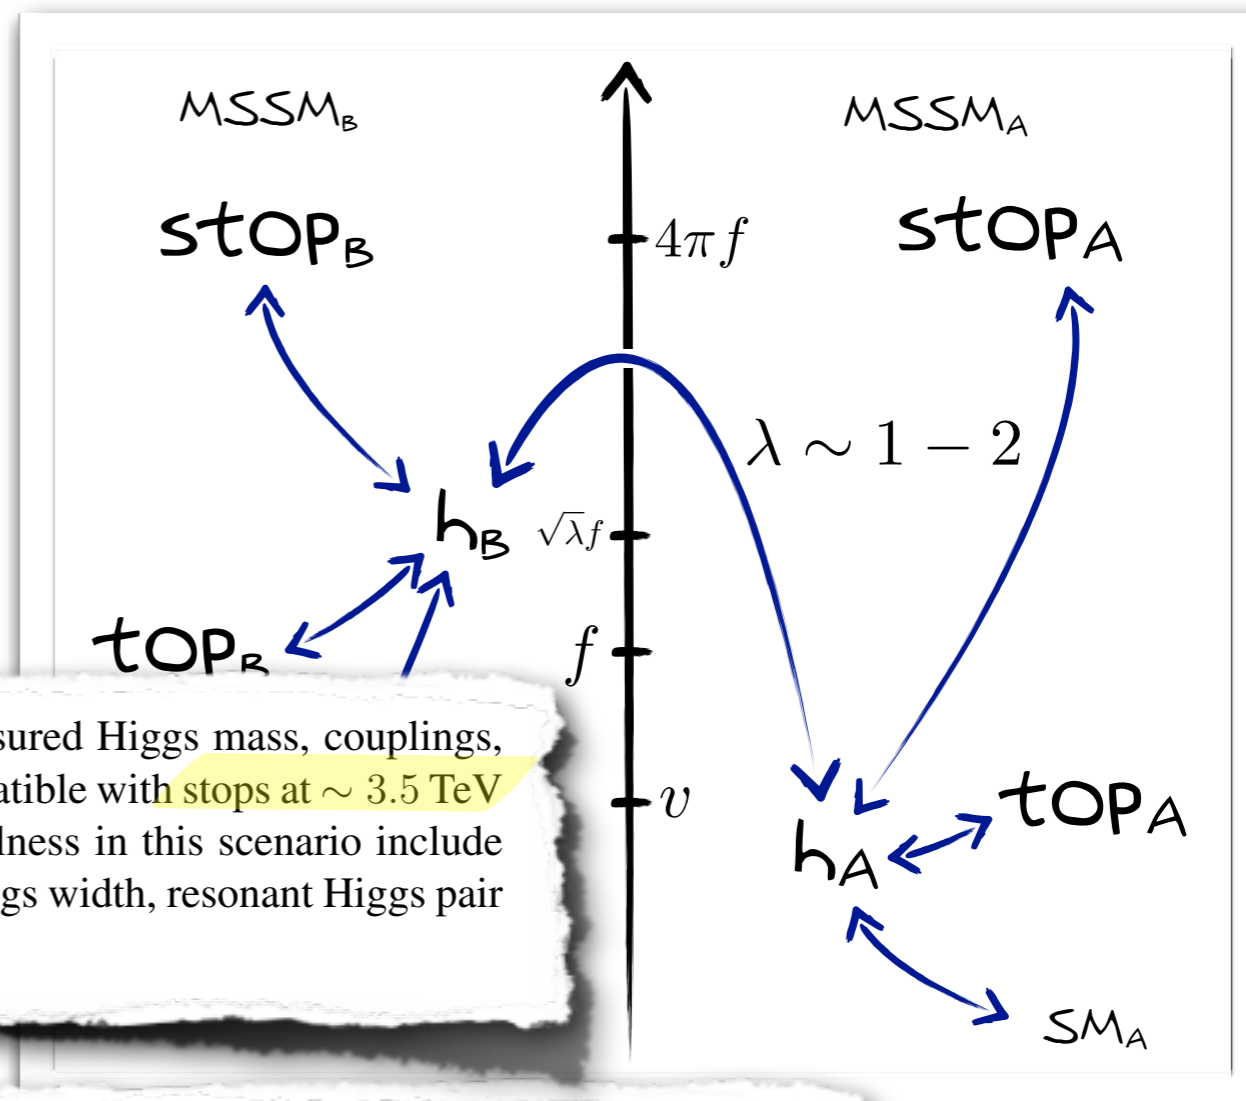 MSSM_B MSSM_A
stop_B 4πf stop_A
λ ∼ 1 − 2
h_B √λf
top_B f
sured Higgs mass, couplings,
atible with stops at ∼ 3.5 TeV
v top_A
lness in this scenario include
h_A
gs width, resonant Higgs pair
SM_A